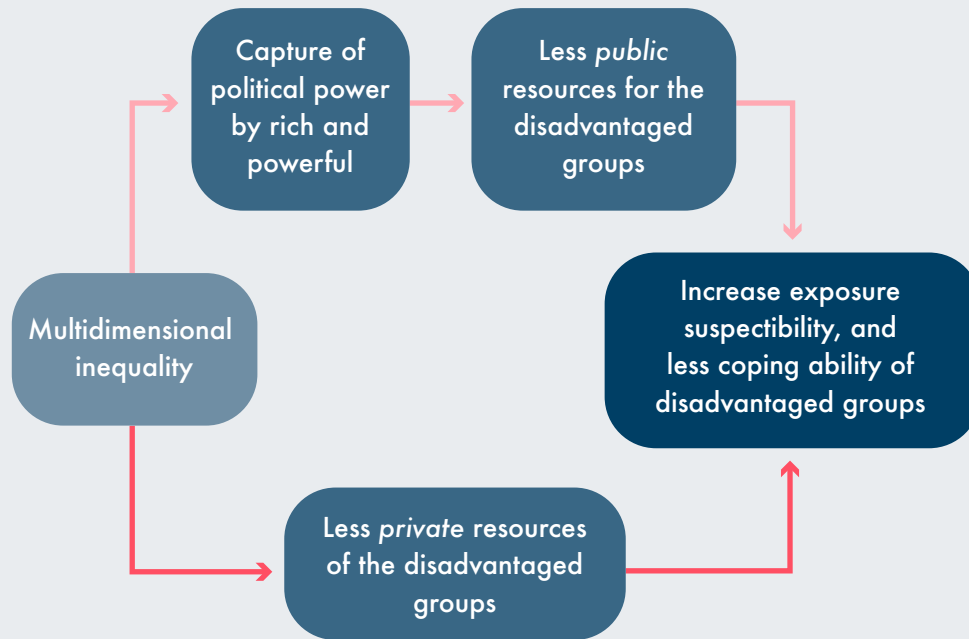 Capture of
political power
by rich and
powerful
Less public
resources for the
disadvantaged
groups
Multidimensional
inequality
Increase exposure
suspectibility, and
less coping ability of
disadvantaged groups
Less private resources
of the disadvantaged
groups